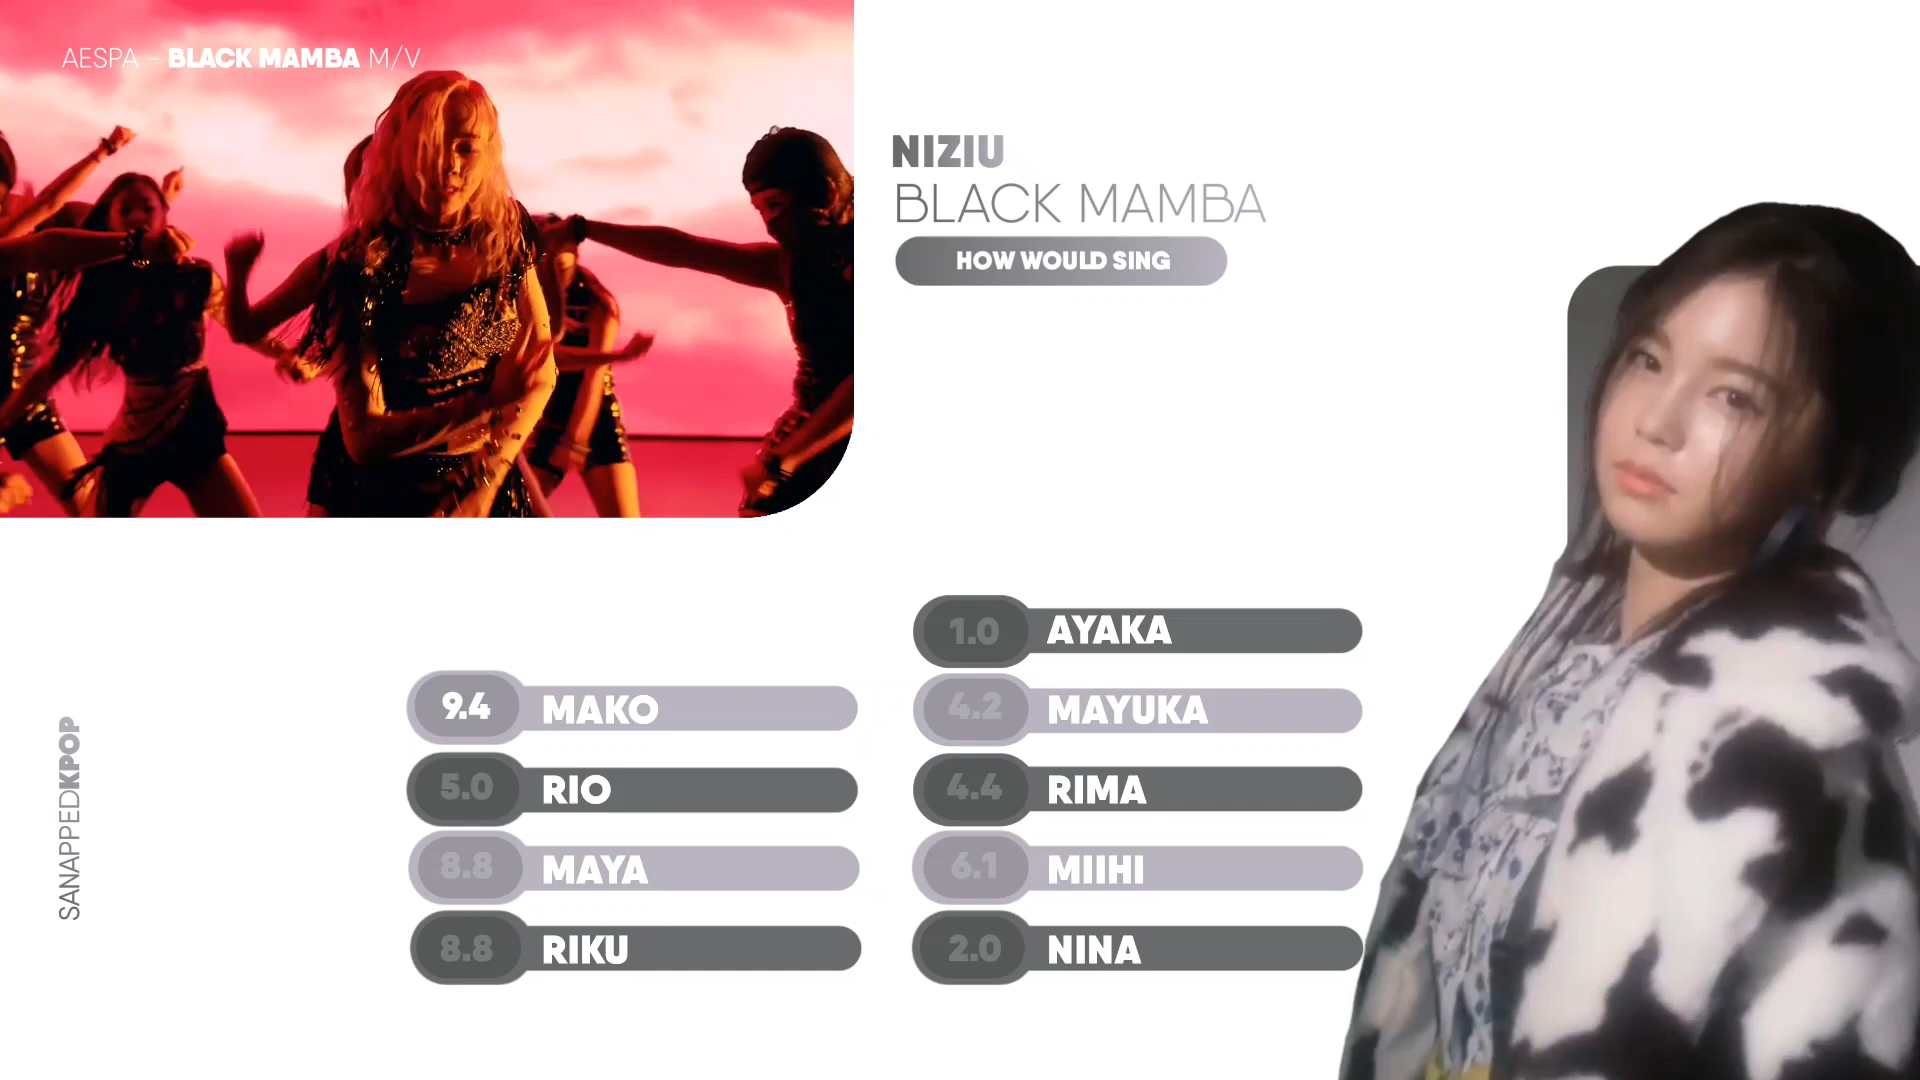 AESPA - BLACK MAMBA M/V
NIZIU
BLACK MAMBA
HOW WOULD SING
9.4 MAKO
5.0 RIO
8.8 MAYA
8.8 RIKU
1.0 AYAKA
4.2 MAYUKA
4.4 RIMA
6.1 MIIHI
2.0 NINA
SANAPPEDKPOP